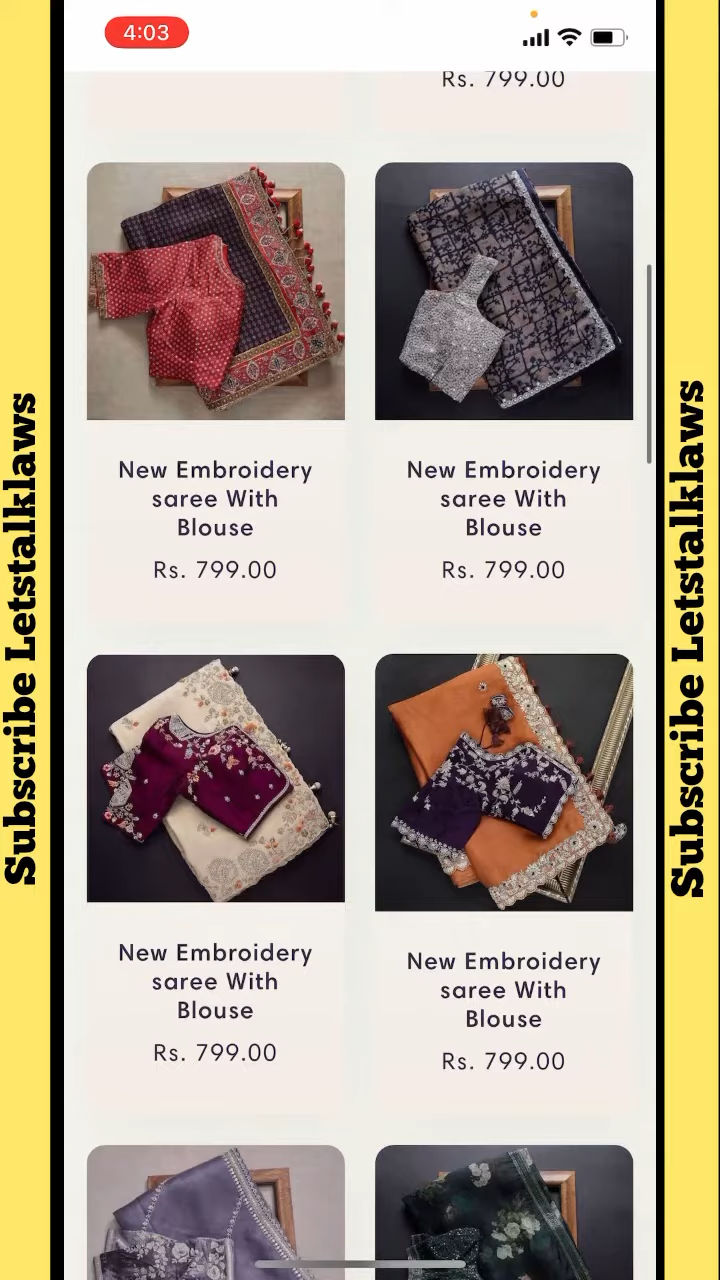 4:03
Rs. 799.00
New Embroidery
saree With
Blouse
Rs. 799.00
New Embroidery
saree With
Blouse
Rs. 799.00
New Embroidery
saree With
Blouse
Rs. 799.00
New Embroidery
saree With
Blouse
Rs. 799.00
Subscribe Letstalklaws
Subscribe Letstalklaws